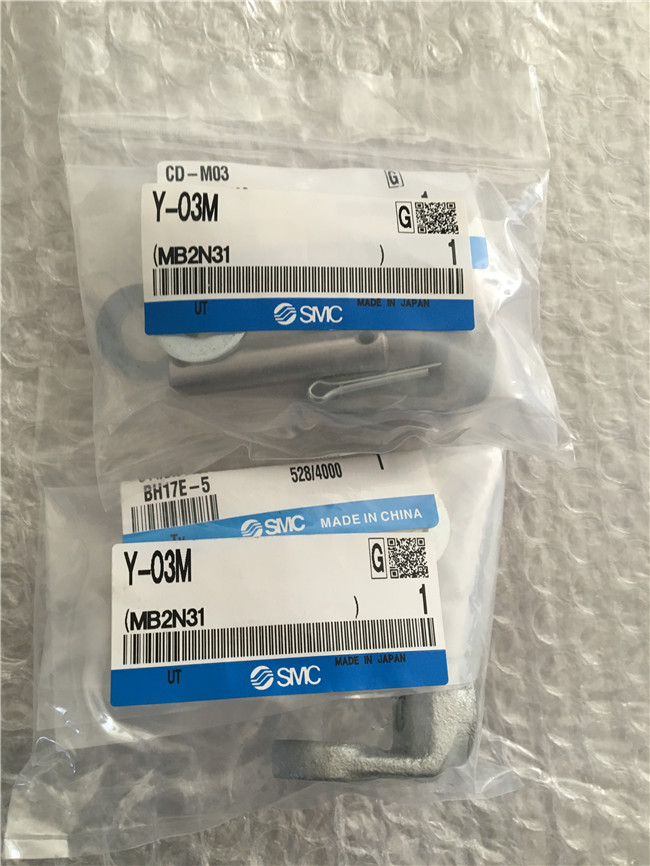 CD-M03
G
Y-03M
G
(MB2N31 )
1
UT
SMC
MADE IN JAPAN
528/4000
1
BH17E-5
SMC MADE IN CHINA
Y-03M
G
(MB2N31 )
1
UT
SMC
MADE IN JAPAN